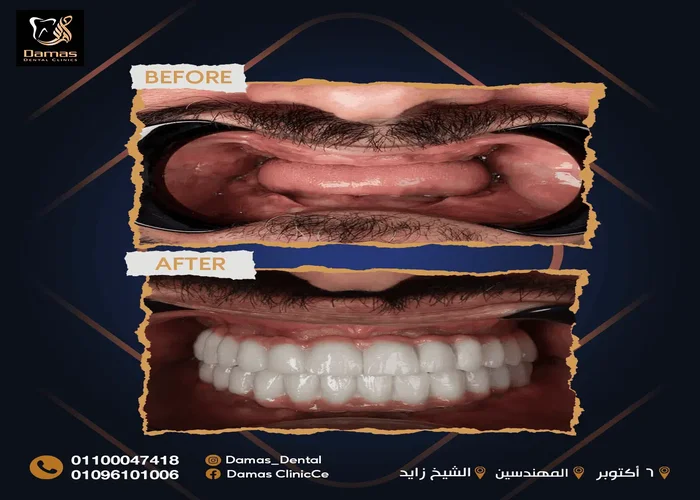 Damas
DENTAL CLINICS
BEFORE
AFTER
01100047418
01096101006
Damas_Dental
Damas ClinicCe
٦ أكتوبر
المهندسين
الشيخ زايد